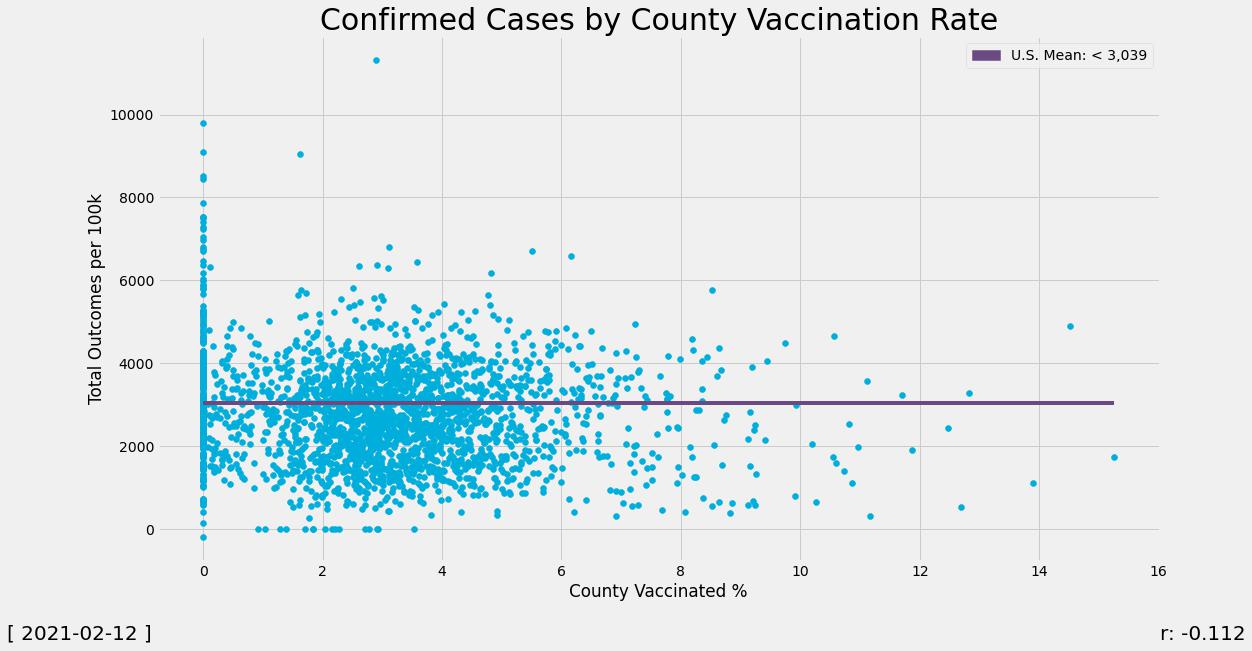 Confirmed Cases by County Vaccination Rate
U.S. Mean: < 3,039
Total Outcomes per 100k
10000
8000
6000
4000
2000
0
0 2 4 6 8 10 12 14 16
County Vaccinated %
[ 2021-02-12 ]
r: -0.112